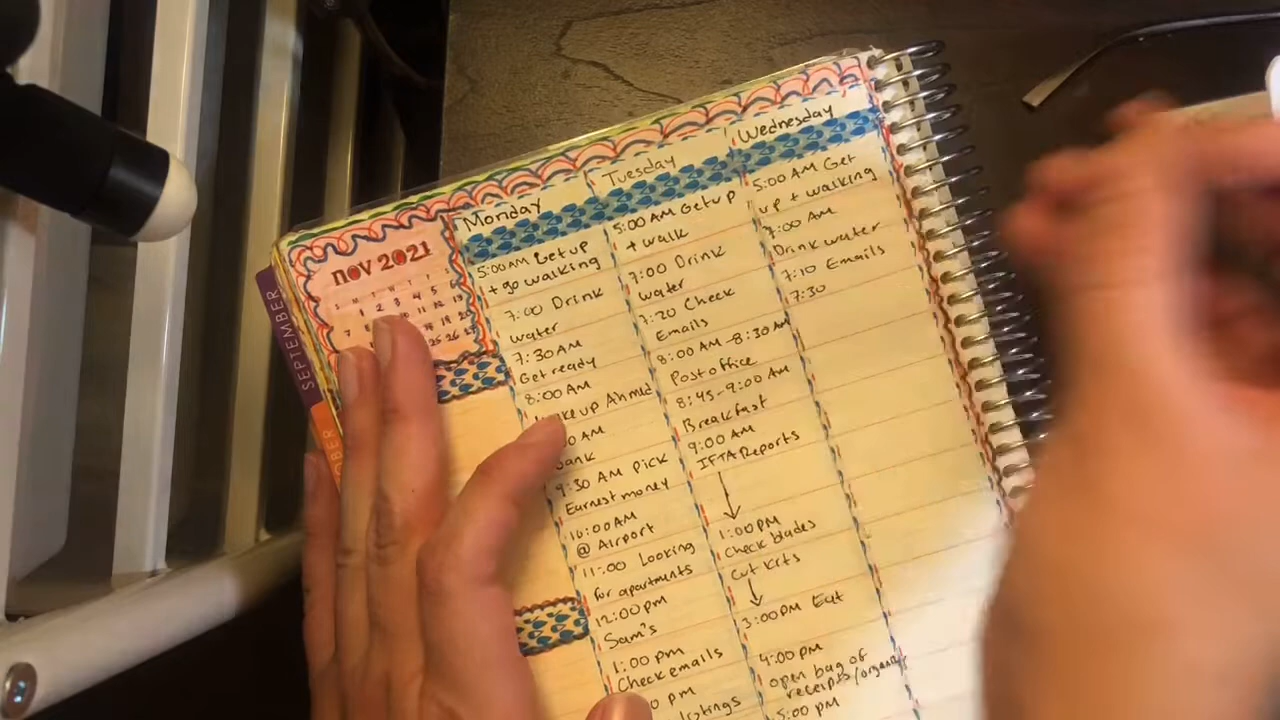 SEPTEMBER
OBER
NOV 2021
Monday
5:00 AM Get up
+ go walking
7:00 Drink
water
7:30 AM
Get ready
8:00 AM
up Ahmed
AM
9:30 AM Pick
Earnest money
10:00 AM
@ Airport
11:00 Looking
for apartments
12:00 pm
Sam's
1:00 pm
Check emails
pm
Tuesday
5:00 AM Get up
+ walk
7:00 Drink
water
7:20 Check
Emails
8:00 AM - 8:30 AM
Post office
8:45 - 9:00 AM
Breakfast
9:00 AM
IFTA Reports
1:00 PM
Check blades
Cut Kits
3:00 PM Eat
4:00 PM
open bag of
receipts/organize
5:00 PM
Wednesday
5:00 AM Get
up + walking
7:00 AM
Drink water
7:10 Emails
7:30